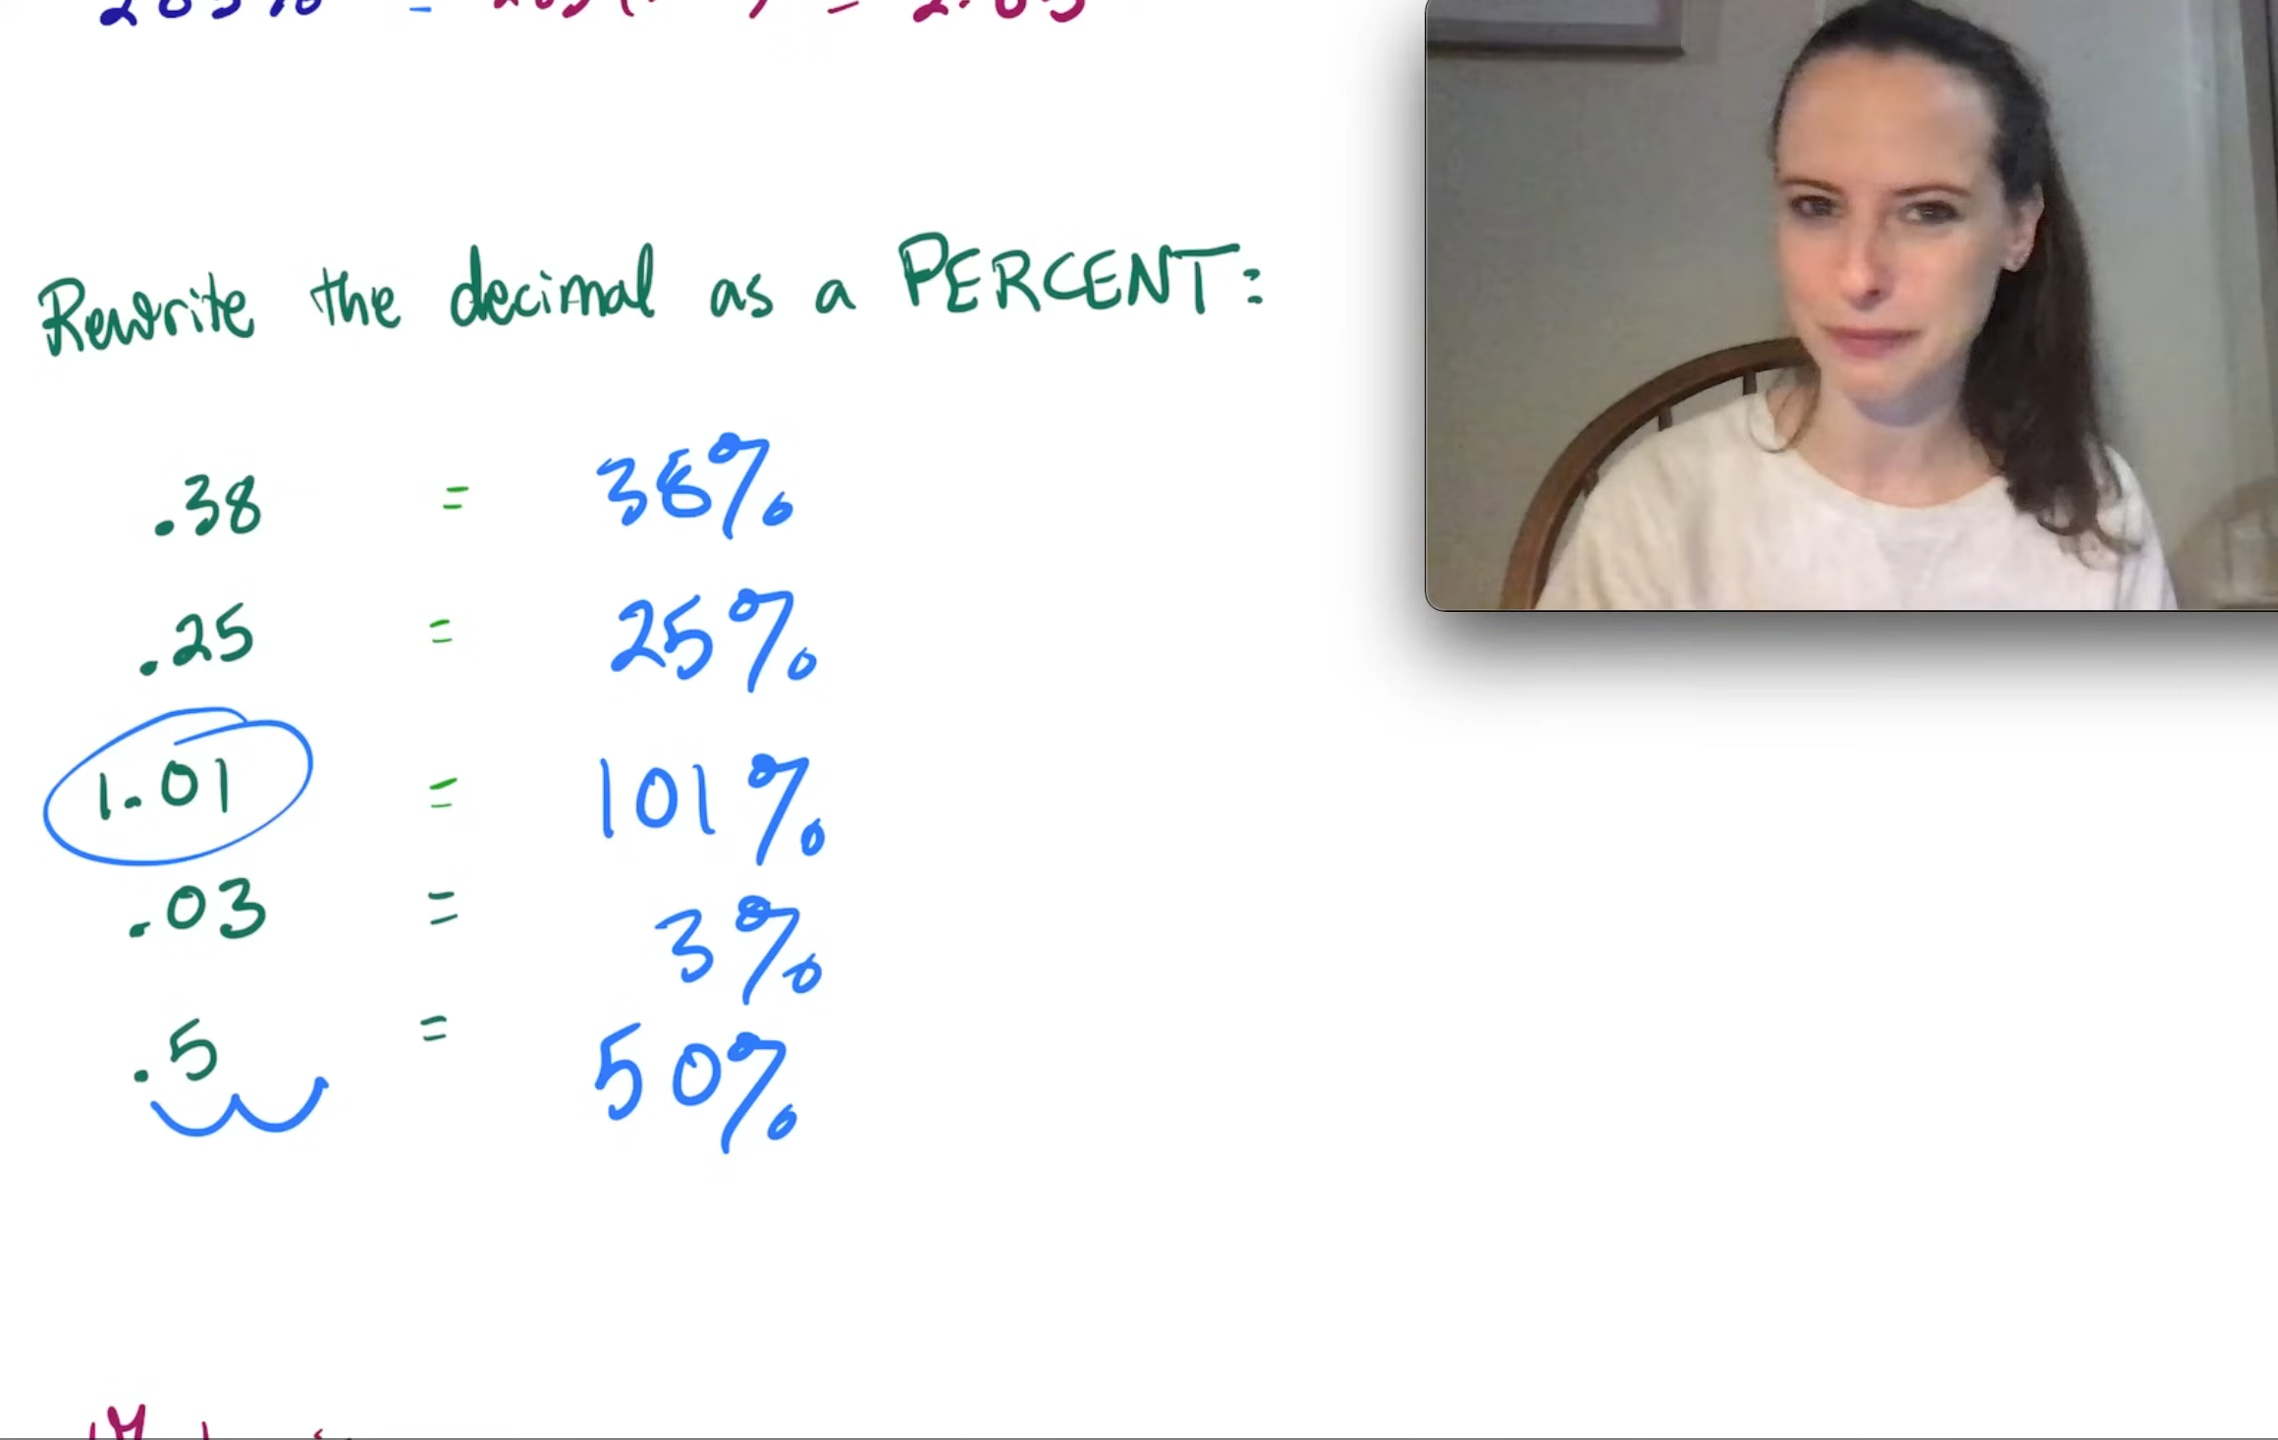 Rewrite the decimal as a PERCENT:
.38 = 38%
.25 = 25%
1.01 = 101%
.03 = 3%
.5 = 50%